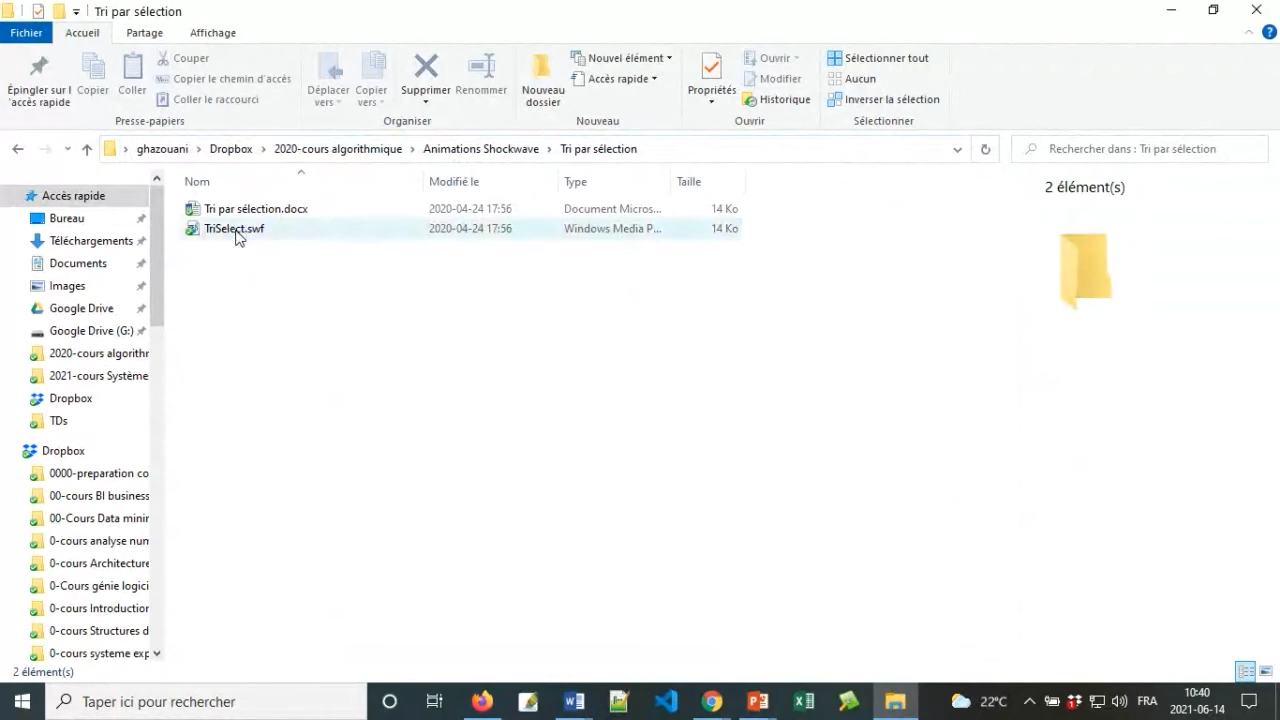 Tri par sélection
Fichier Accueil Partage Affichage
Épingler sur l'accès rapide
Copier
Coller
Couper
Copier le chemin d'accès
Coller le raccourci
Presse-papiers
Déplacer vers
Copier vers
Supprimer
Renommer
Organiser
Nouveau dossier
Nouvel élément
Accès rapide
Nouveau
Propriétés
Ouvrir
Modifier
Historique
Ouvrir
Sélectionner tout
Aucun
Inverser la sélection
Sélectionner
ghazouani > Dropbox > 2020-cours algorithmique > Animations Shockwave > Tri par sélection
Rechercher dans : Tri par sélection
Nom Modifié le Type Taille
Tri par sélection.docx 2020-04-24 17:56 Document Micros... 14 Ko
TriSelect.swf 2020-04-24 17:56 Windows Media P... 14 Ko
2 élément(s)
Accès rapide
Bureau
Téléchargements
Documents
Images
Google Drive
Google Drive (G:)
2020-cours algorithr
2021-cours Système
Dropbox
TDs
Dropbox
0000-preparation co
00-cours BI business
00-Cours Data minir
0-cours analyse num
0-cours Architecture
0-Cours génie logici
0-cours Introduction
0-cours Structures d
0-cours systeme exp
2 élément(s)
Taper ici pour rechercher
22°C
FRA
10:40
2021-06-14